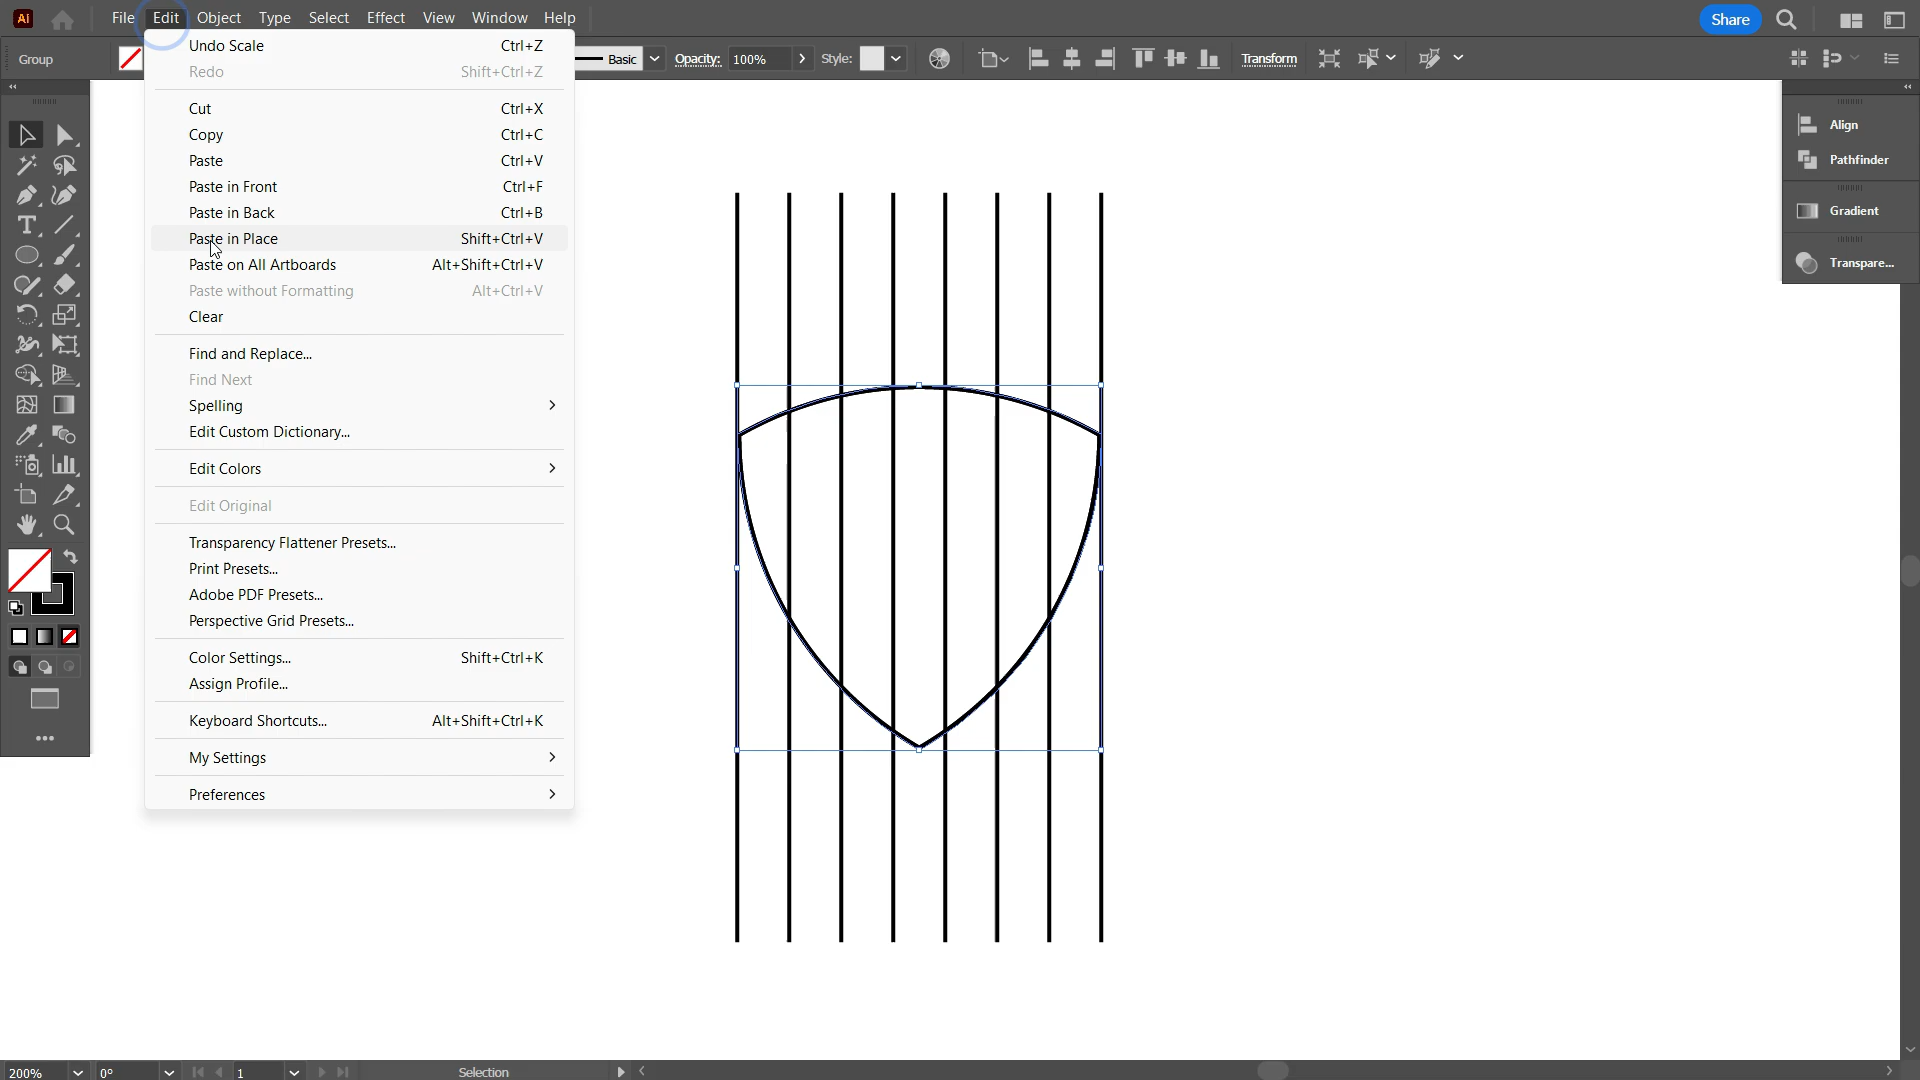 Ai File Edit Object Type Select Effect View Window Help Share
Group Basic Opacity: 100% Style: Transform
Undo Scale Ctrl+Z
Redo Shift+Ctrl+Z
Cut Ctrl+X
Copy Ctrl+C
Paste Ctrl+V
Paste in Front Ctrl+F
Paste in Back Ctrl+B
Paste in Place Shift+Ctrl+V
Paste on All Artboards Alt+Shift+Ctrl+V
Paste without Formatting Alt+Ctrl+V
Clear
Find and Replace...
Find Next
Spelling
Edit Custom Dictionary...
Edit Colors
Edit Original
Transparency Flattener Presets...
Print Presets...
Adobe PDF Presets...
Perspective Grid Presets...
Color Settings... Shift+Ctrl+K
Assign Profile...
Keyboard Shortcuts... Alt+Shift+Ctrl+K
My Settings
Preferences
Align
Pathfinder
Gradient
Transpare...
200% 0° 1 Selection